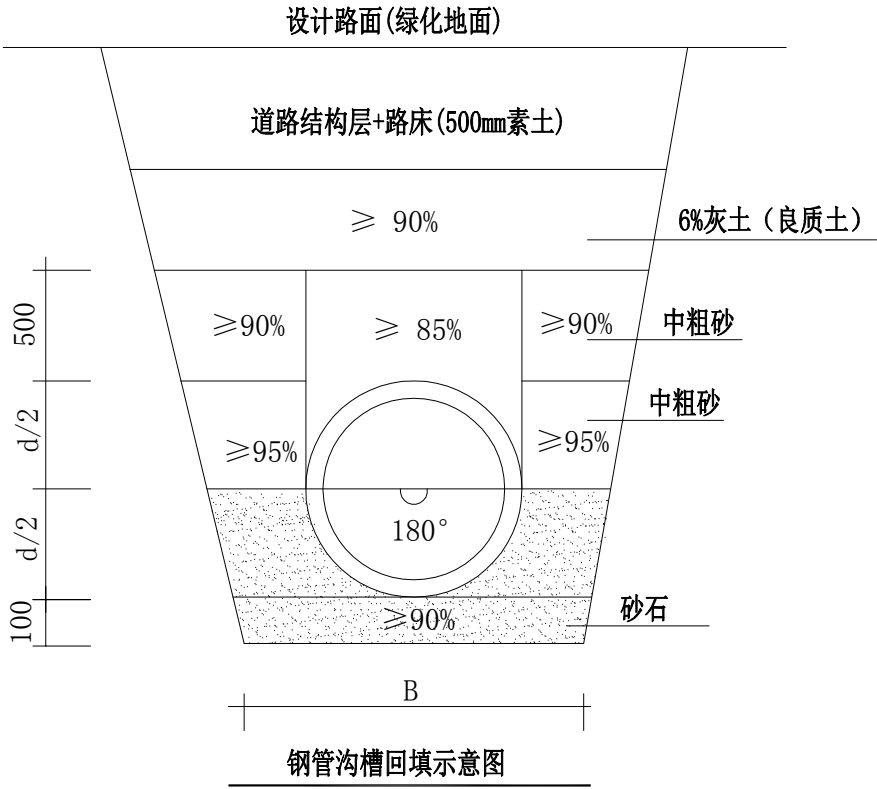 设计路面(绿化地面)
道路结构层+路床(500mm素土)
≥ 90%
6%灰土（良质土）
500
≥90%
≥ 85%
≥90%
中粗砂
d/2
≥95%
≥95%
中粗砂
d/2
180°
100
≥90%
砂石
B
钢管沟槽回填示意图